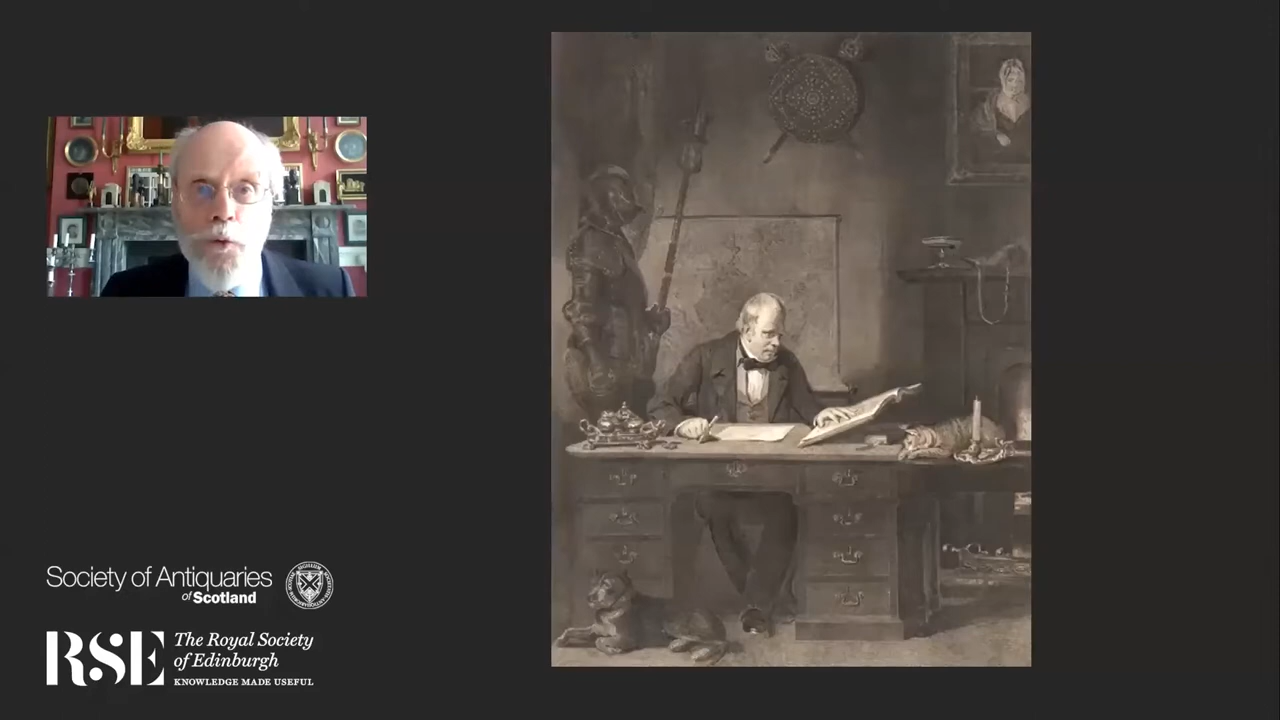 Society of Antiquaries
of Scotland
RSE
The Royal Society
of Edinburgh
KNOWLEDGE MADE USEFUL